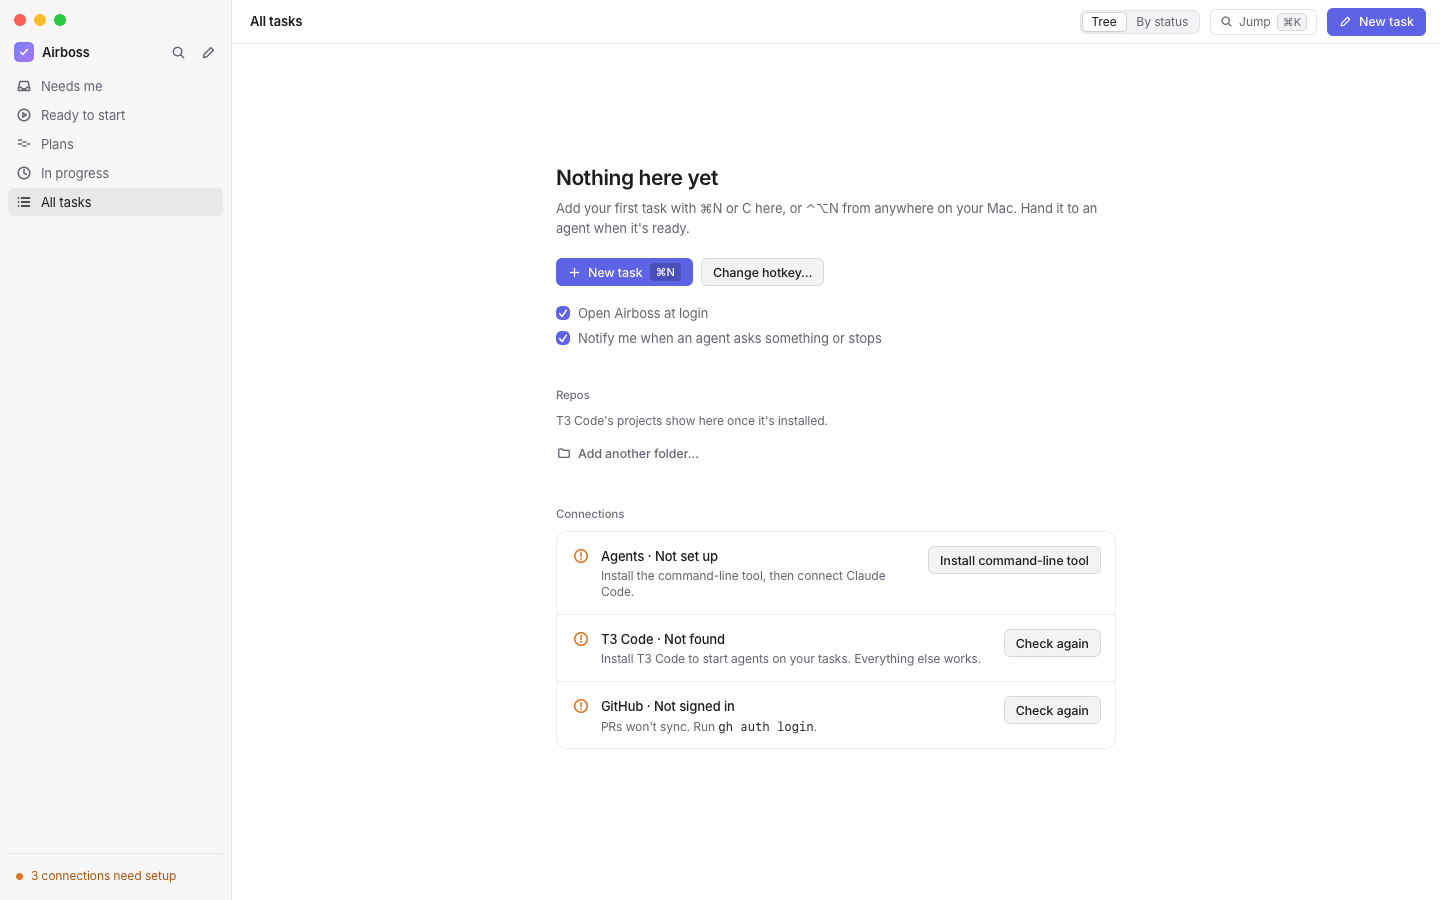 All tasks
Tree
By status
Jump
⌘K
New task
Airboss
Needs me
Ready to start
Plans
In progress
All tasks
Nothing here yet
Add your first task with ⌘N or C here, or ⌃⌥N from anywhere on your Mac. Hand it to an
agent when it's ready.
New task ⌘N
Change hotkey...
Open Airboss at login
Notify me when an agent asks something or stops
Repos
T3 Code's projects show here once it's installed.
Add another folder...
Connections
Agents · Not set up
Install the command-line tool, then connect Claude
Code.
Install command-line tool
T3 Code · Not found
Install T3 Code to start agents on your tasks. Everything else works.
Check again
GitHub · Not signed in
PRs won't sync. Run gh auth login.
Check again
3 connections need setup